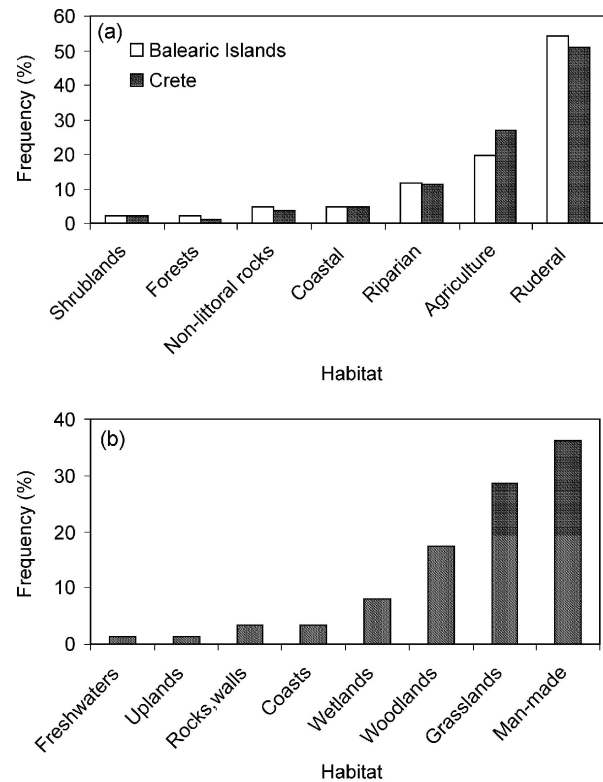 (a)
Balearic Islands
Crete
Frequency (%)
60
50
40
30
20
10
0
Shrublands
Forests
Non-littoral rocks
Coastal
Riparian
Agriculture
Ruderal
Habitat
(b)
Frequency (%)
40
30
20
10
0
Freshwaters
Uplands
Rocks,walls
Coasts
Wetlands
Woodlands
Grasslands
Man-made
Habitat